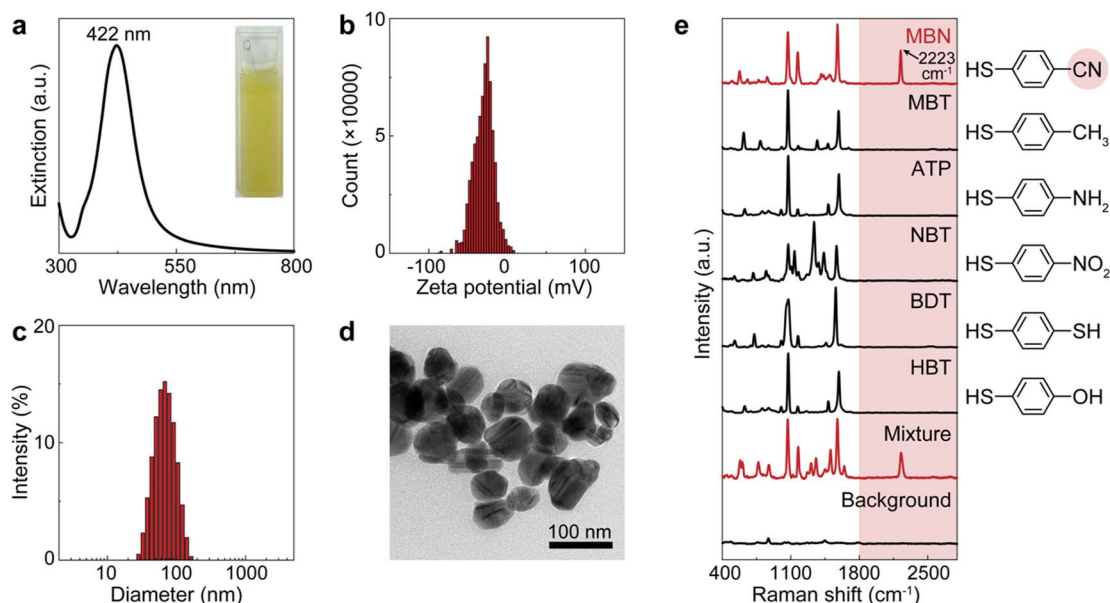 a
422 nm
Extinction (a.u.)
300 550 800
Wavelength (nm)
b
10
5
0
Count (×10000)
-100 0 100
Zeta potential (mV)
c
20
10
0
Intensity (%)
10 100 1000
Diameter (nm)
d
100 nm
e
MBN
2223
cm⁻¹
HS CN
MBT
HS CH₃
ATP
HS NH₂
NBT
HS NO₂
BDT
HS SH
HBT
HS OH
Mixture
Background
Intensity (a.u.)
400 1100 1800 2500
Raman shift (cm⁻¹)